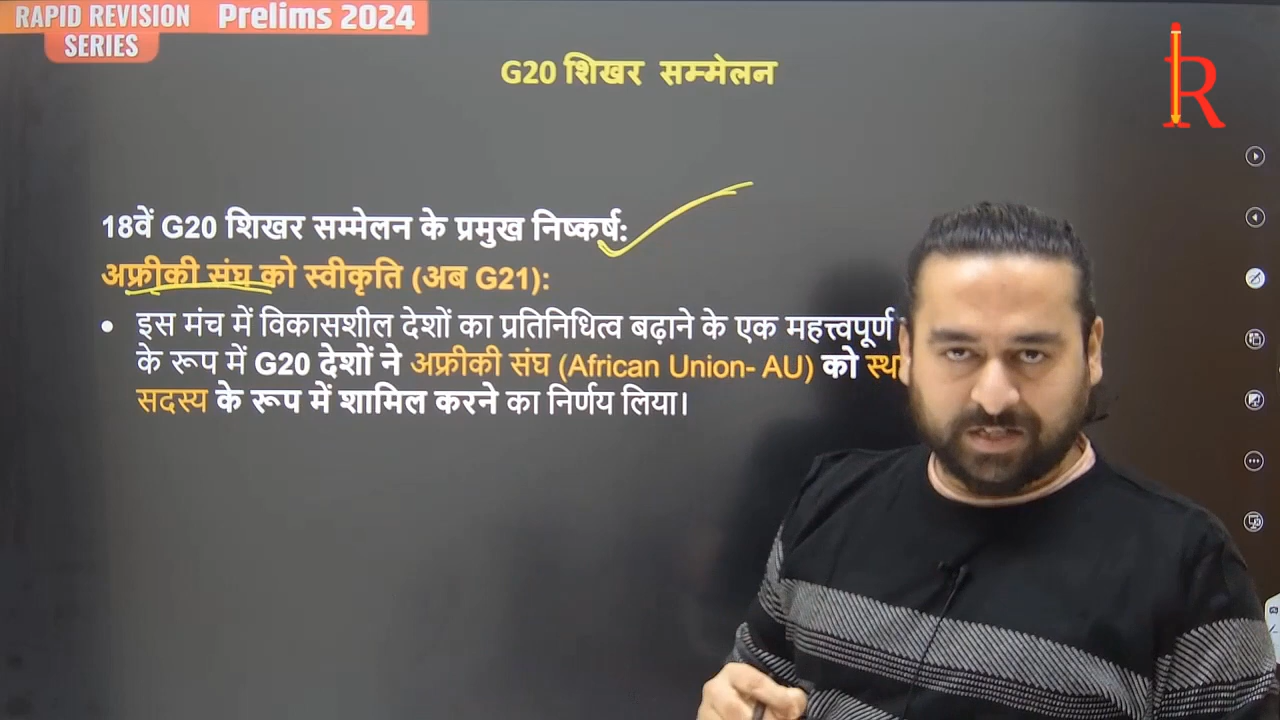 RAPID REVISION
SERIES
Prelims 2024
G20 शिखर सम्मेलन
R
18वें G20 शिखर सम्मेलन के प्रमुख निष्कर्ष:
अफ्रीकी संघ को स्वीकृति (अब G21):
• इस मंच में विकासशील देशों का प्रतिनिधित्व बढ़ाने के एक महत्त्वपूर्ण
के रूप में G20 देशों ने अफ्रीकी संघ (African Union- AU) को
सदस्य के रूप में शामिल करने का निर्णय लिया।